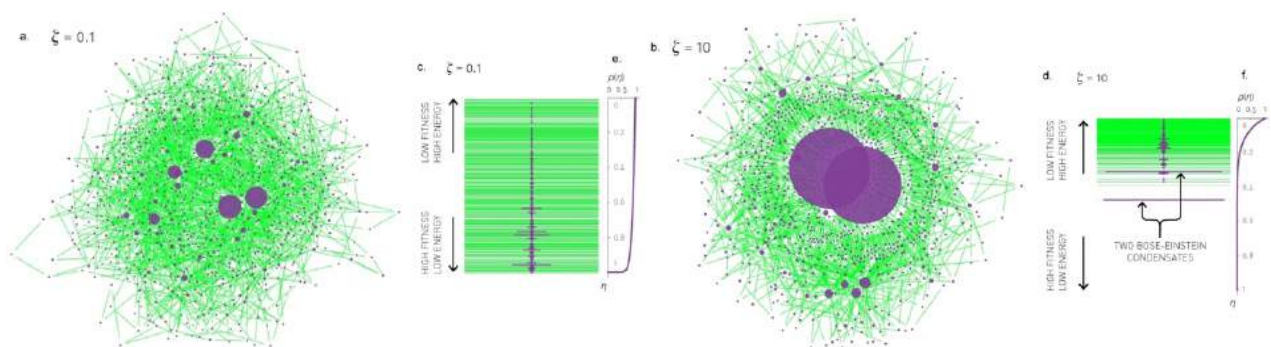 a. ζ = 0.1
c. ζ = 0.1
e.
ρ(η)
0 0.5 1
LOW FITNESS
HIGH ENERGY
HIGH FITNESS
LOW ENERGY
0
0.2
0.4
0.6
0.8
1
η
b. ζ = 10
d. ζ = 10
f.
ρ(η)
0 0.5 1
LOW FITNESS
HIGH ENERGY
HIGH FITNESS
LOW ENERGY
TWO BOSE-EINSTEIN
CONDENSATES
0
0.2
0.4
0.6
0.8
1
η